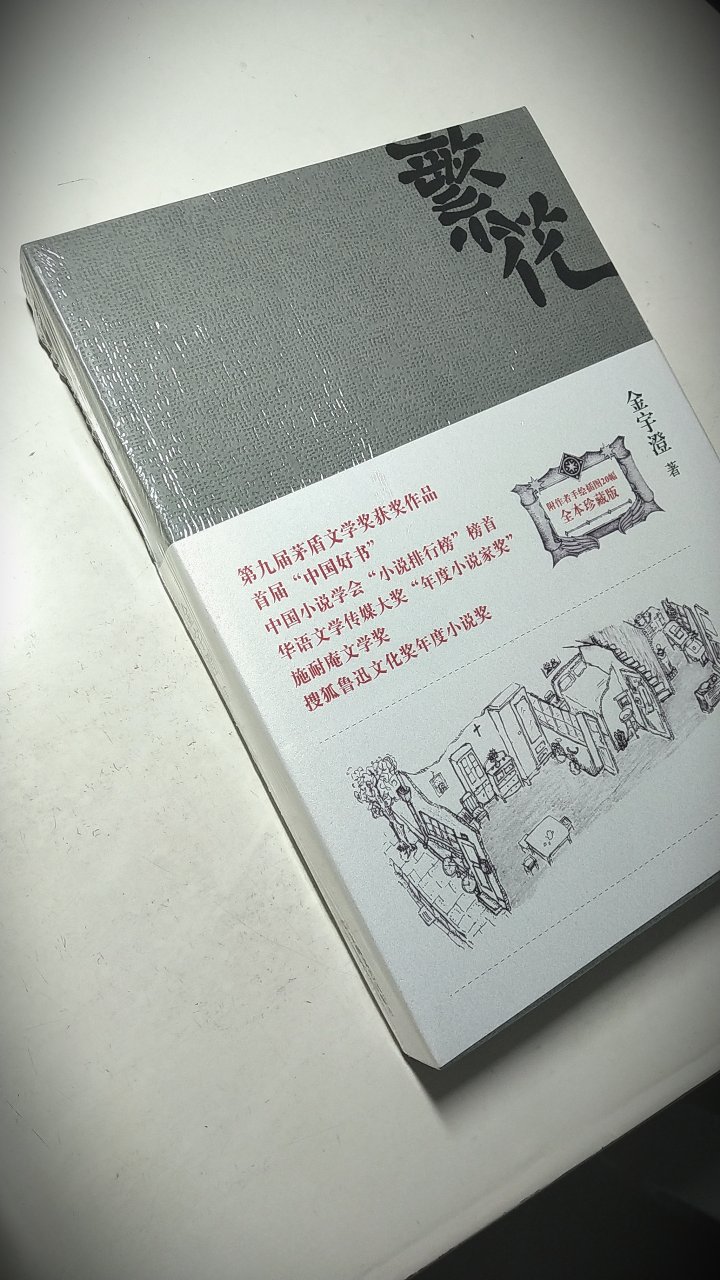 繁花
金宇澄 著
附作者手绘插图20幅
全本珍藏版
第九届茅盾文学奖获奖作品
首届“中国好书”
中国小说学会“小说排行榜”榜首
华语文学传媒大奖“年度小说家奖”
施耐庵文学奖
搜狐鲁迅文化奖年度小说奖